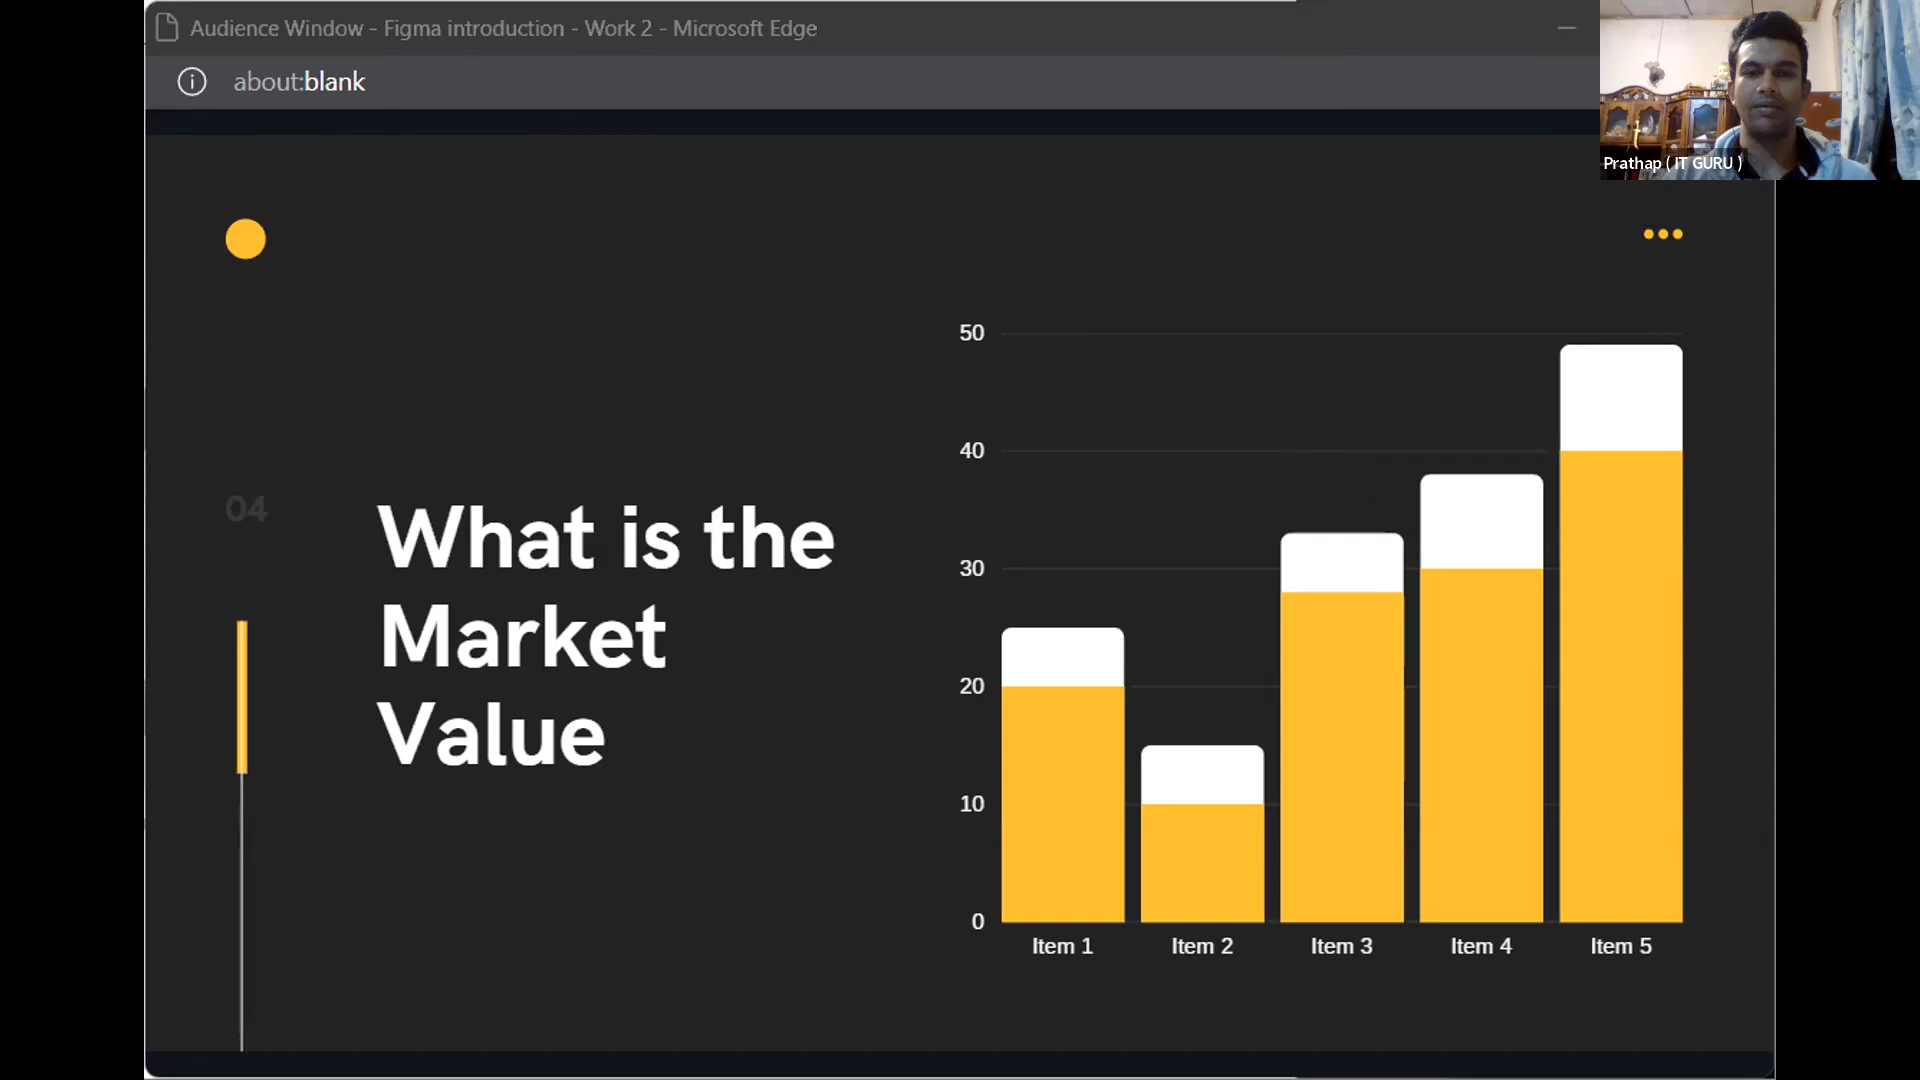 Audience Window - Figma introduction - Work 2 - Microsoft Edge
about:blank
Prathap ( IT GURU )
04
What is the
Market
Value
50
40
30
20
10
0
Item 1
Item 2
Item 3
Item 4
Item 5